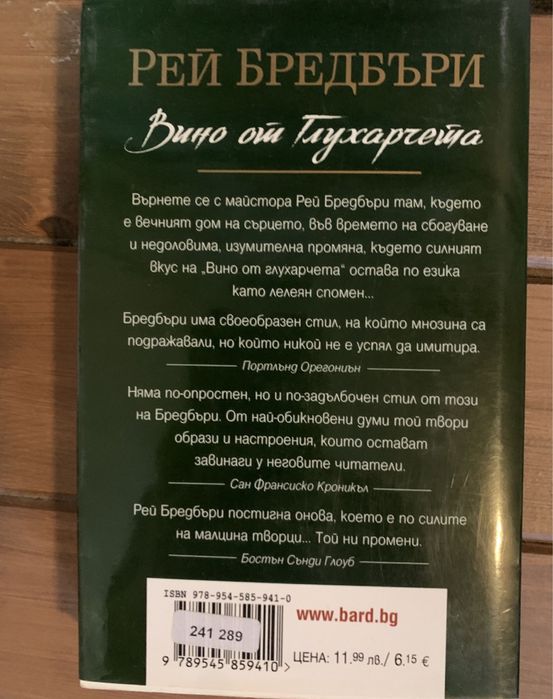 РЕЙ БРЕДБЪРИ
Вино от Глухарчета
Върнете се с майстора Рей Бредбъри там, където
е вечният дом на сърцето, във времето на сбогуване
и недоловима, изумителна промяна, където силният
вкус на „Вино от глухарчета“ остава по езика
като лелеян спомен...
Бредбъри има своеобразен стил, на който мнозина са
подражавали, но който никой не е успял да имитира.
Портлънд Орегониън
Няма по-опростен, но и по-задълбочен стил от този
на Бредбъри. От най-обикновени думи той твори
образи и настроения, които остават
завинаги у неговите читатели.
Сан Франсиско Кроникъл
Рей Бредбъри постигна онова, което е по силите
на малцина творци... Той ни промени.
Бостън Сънди Глоуб
ISBN 978-954-585-941-0
241 289
9 789545 859410
www.bard.bg
ЦЕНА: 11.99 лв./ 6.15 €